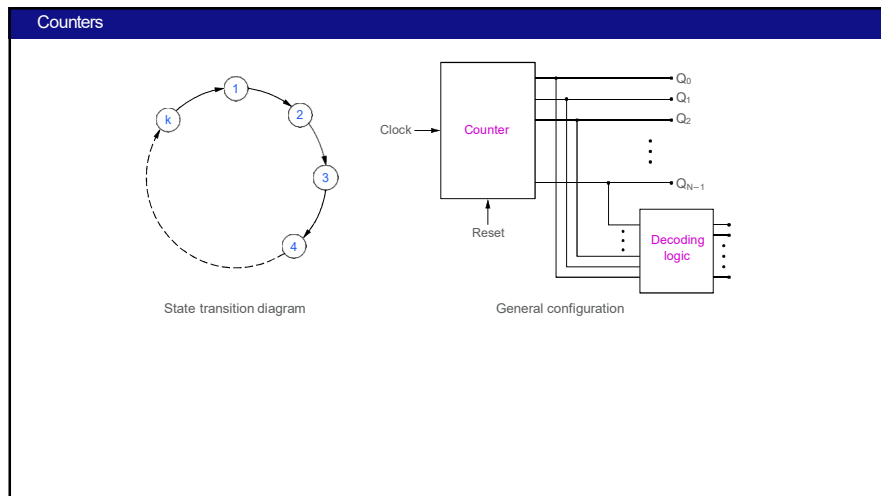 Counters
1
2
3
4
k
State transition diagram
Clock
Counter
Reset
Q0
Q1
Q2
QN−1
Decoding
logic
General configuration